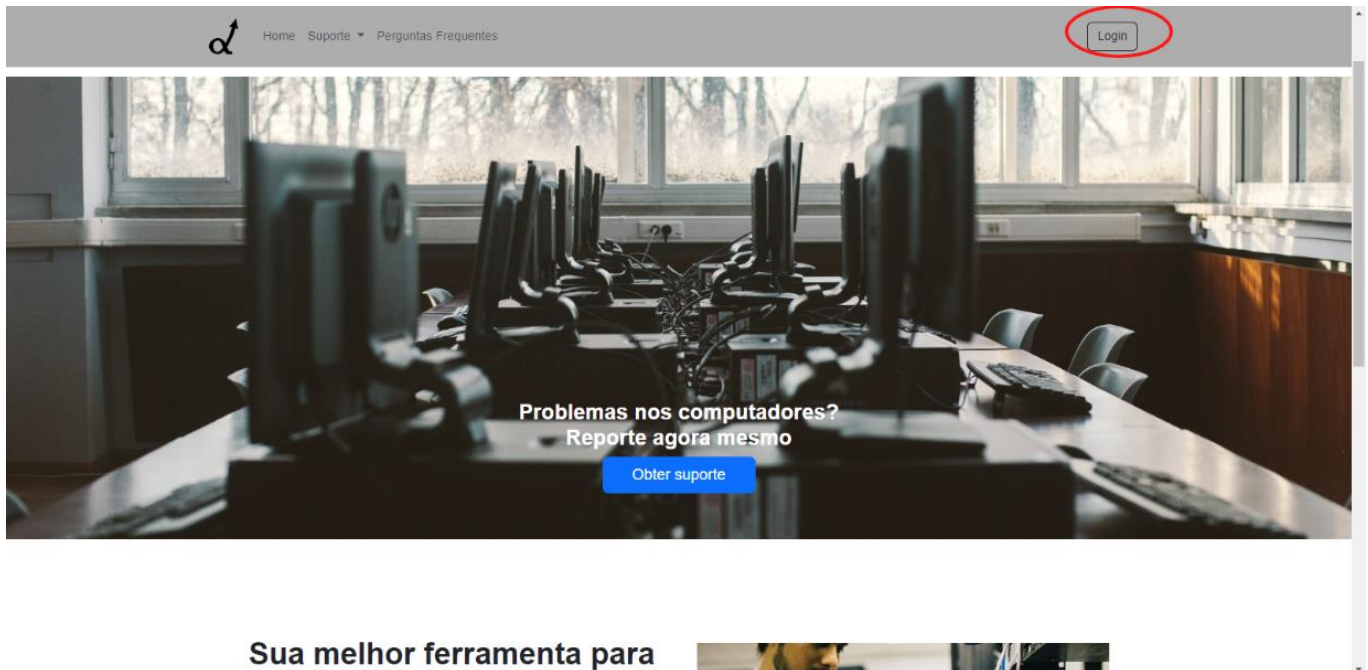 Home Suporte Perguntas Frequentes Login
Problemas nos computadores?
Reporte agora mesmo
Obter suporte
Sua melhor ferramenta para